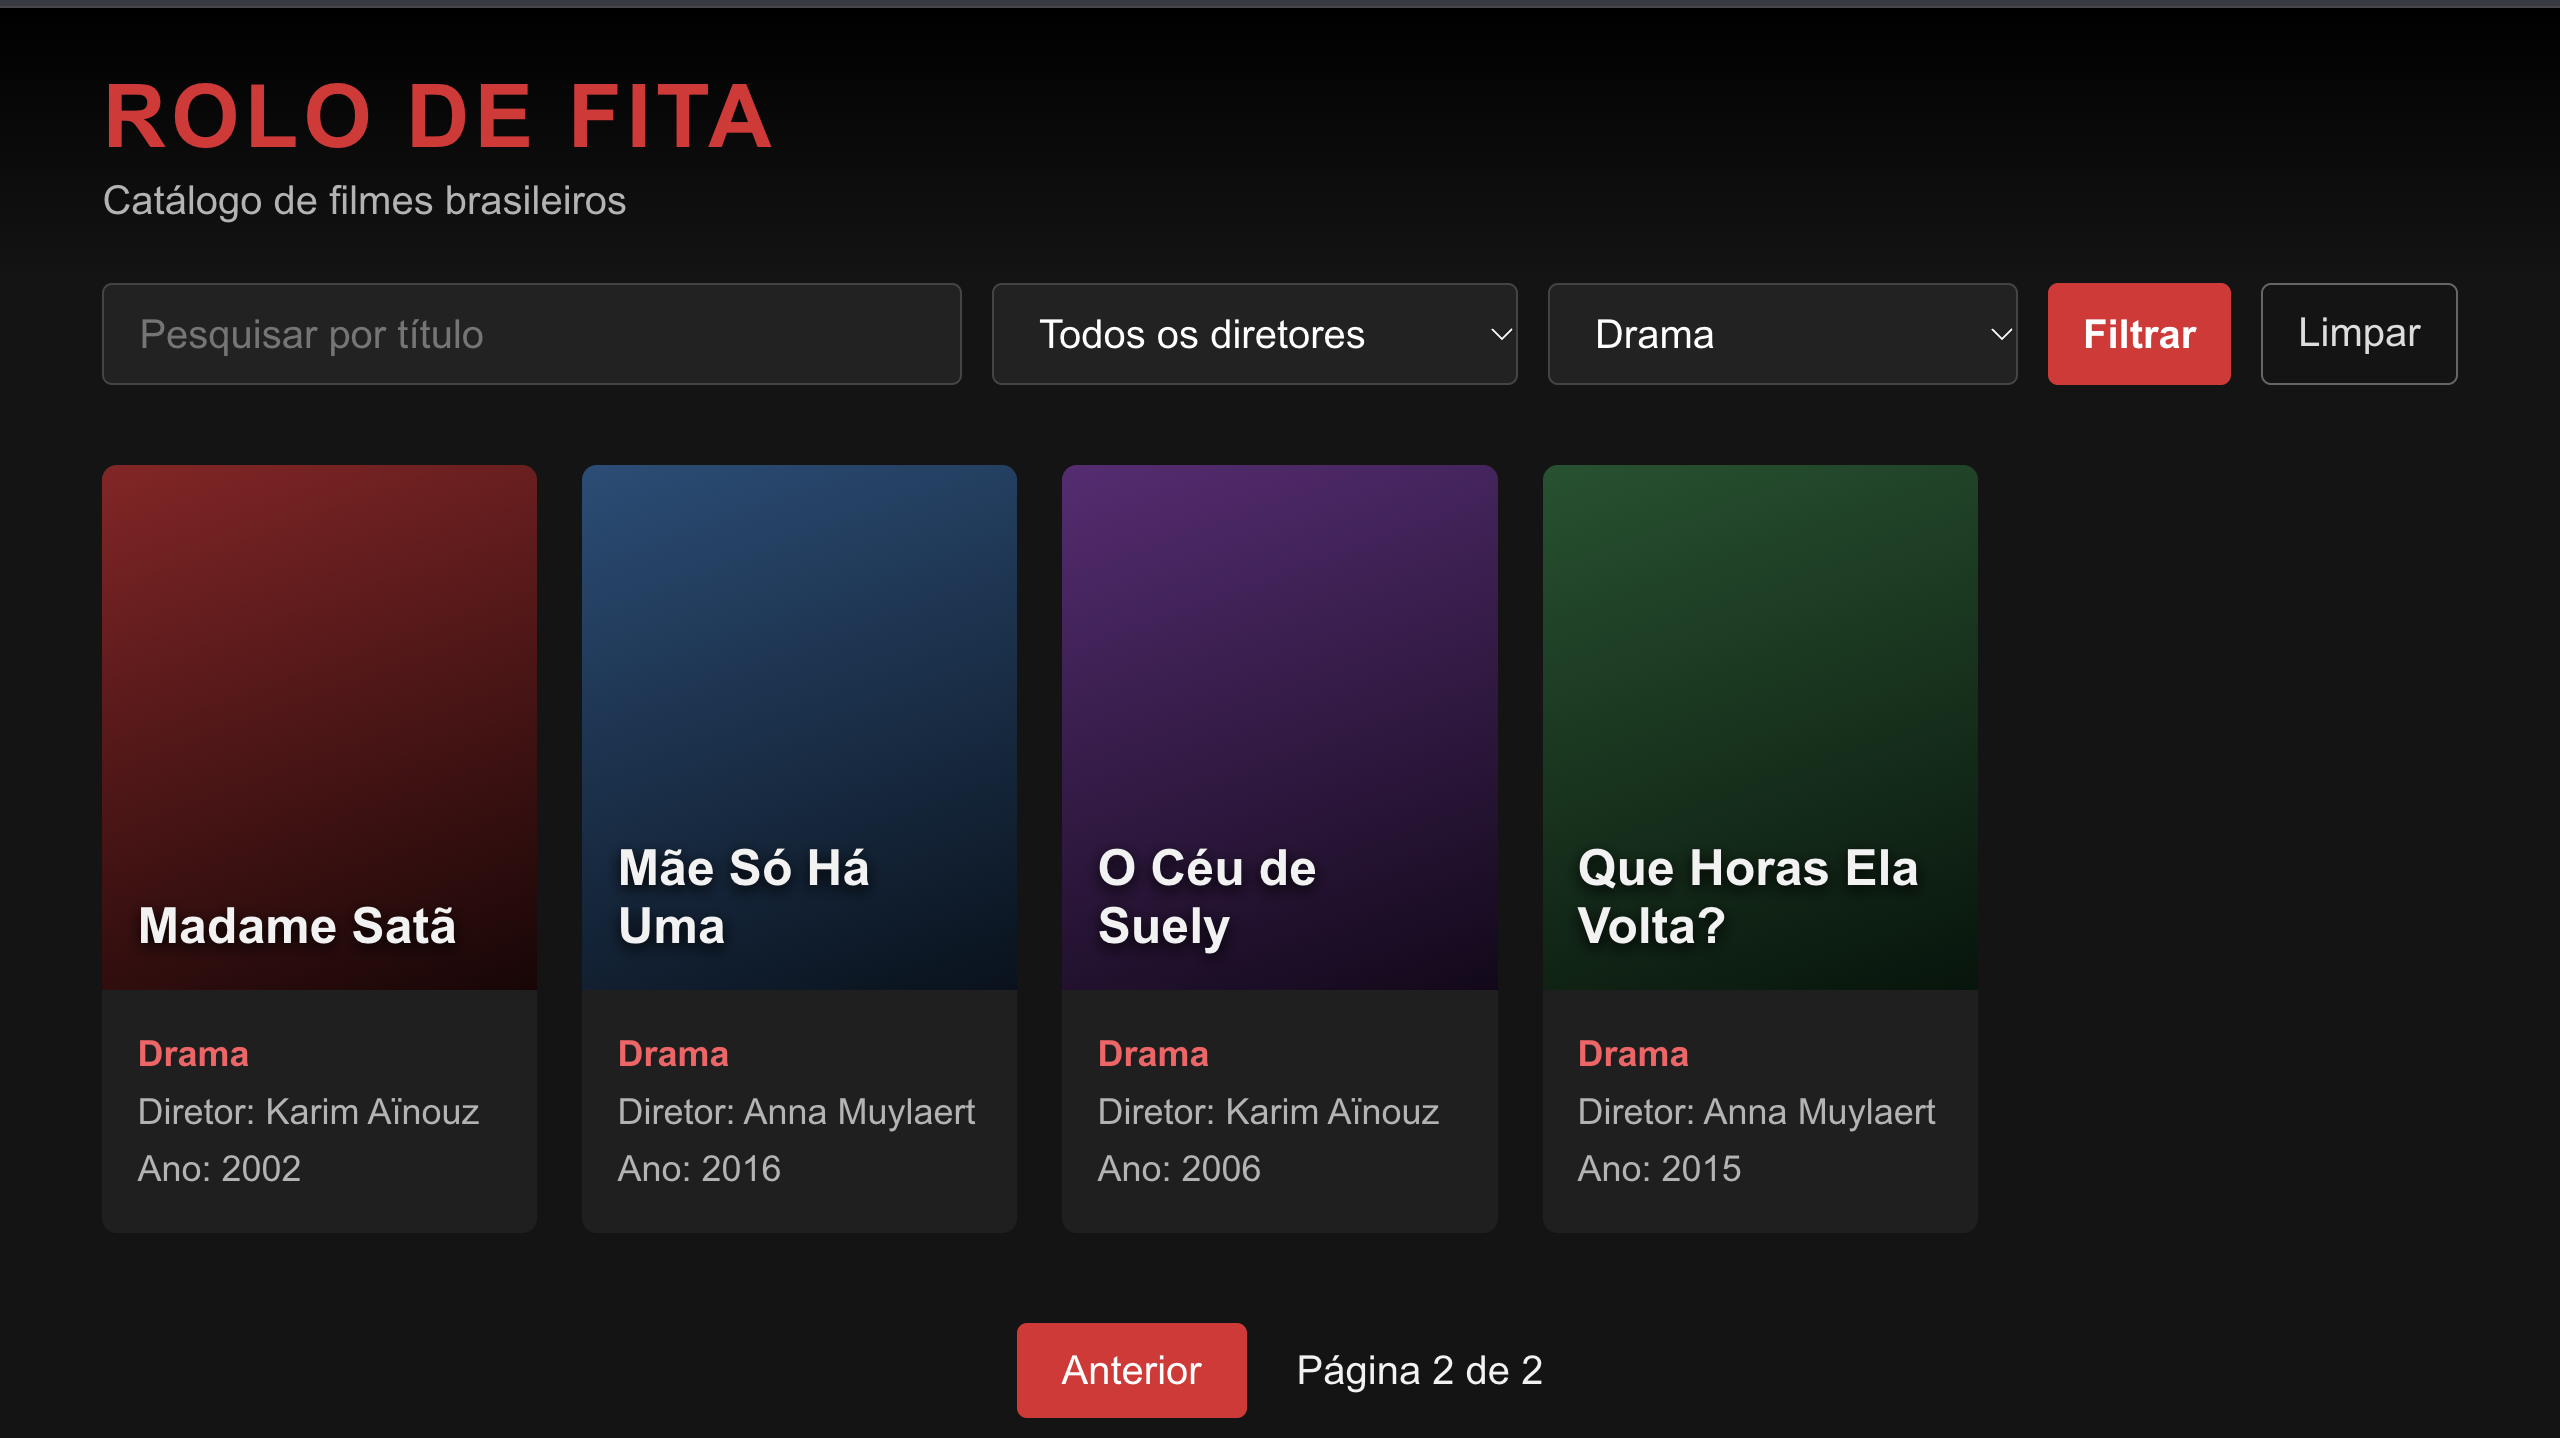 ROLO DE FITA
Catálogo de filmes brasileiros
Pesquisar por título
Todos os diretores
Drama
Filtrar
Limpar
Madame Satã
Drama
Diretor: Karim Aïnouz
Ano: 2002
Mãe Só Há
Uma
Drama
Diretor: Anna Muylaert
Ano: 2016
O Céu de
Suely
Drama
Diretor: Karim Aïnouz
Ano: 2006
Que Horas Ela
Volta?
Drama
Diretor: Anna Muylaert
Ano: 2015
Anterior
Página 2 de 2